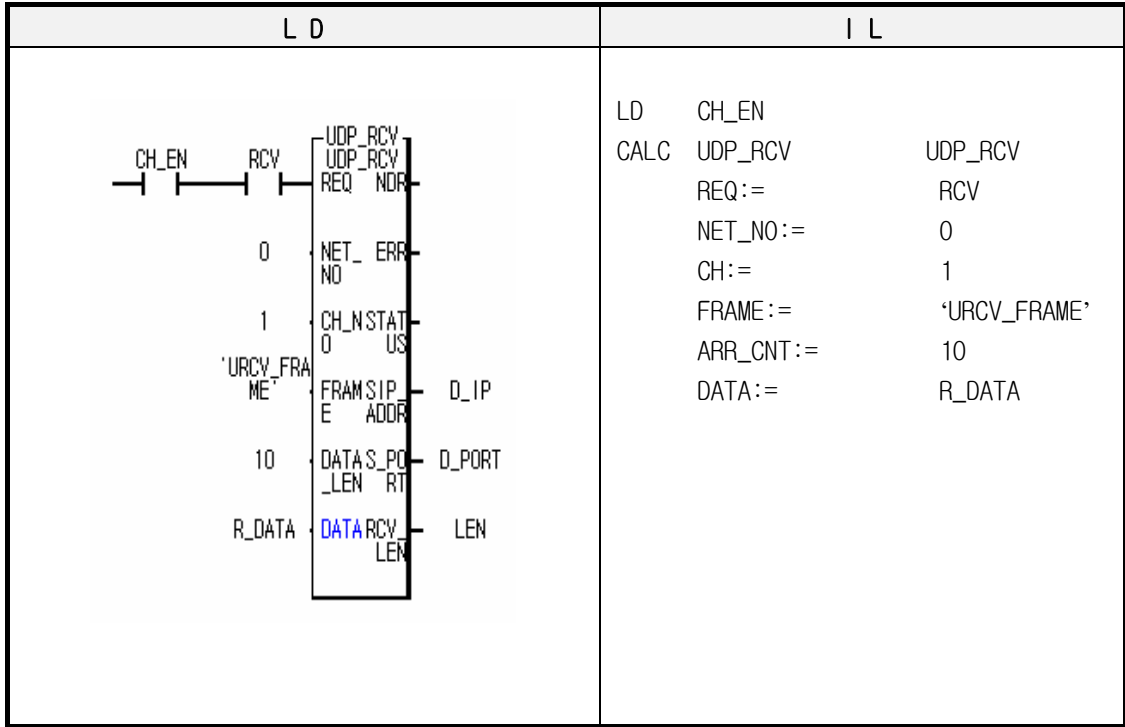 L D
I L
UDP_RCV
CH_EN RCV UDP_RCV
REQ NDR
0 NET_ ERR
NO
1 CH_N STAT
O US
'URCV_FRA
ME' FRAM SIP_ D_IP
E ADDR
10 DATA S_PO D_PORT
_LEN RT
R_DATA DATA RCV_ LEN
LEN
LD CH_EN
CALC UDP_RCV UDP_RCV
REQ:= RCV
NET_NO:= 0
CH:= 1
FRAME:= ‘URCV_FRAME’
ARR_CNT:= 10
DATA:= R_DATA